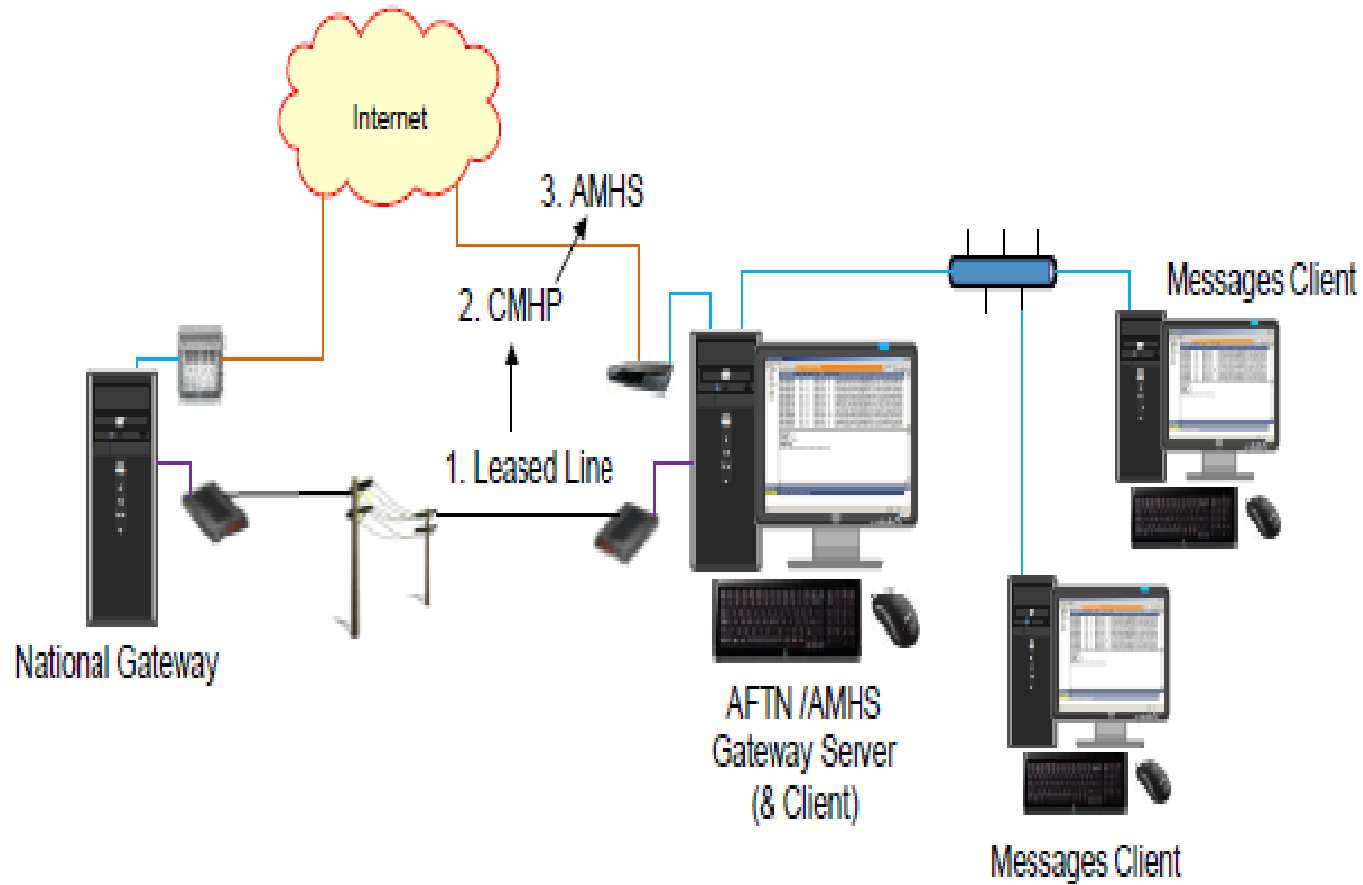 Internet
3. AMHS
2. CMHP
1. Leased Line
Messages Client
National Gateway
AFTN /AMHS
Gateway Server
(& Client)
Messages Client